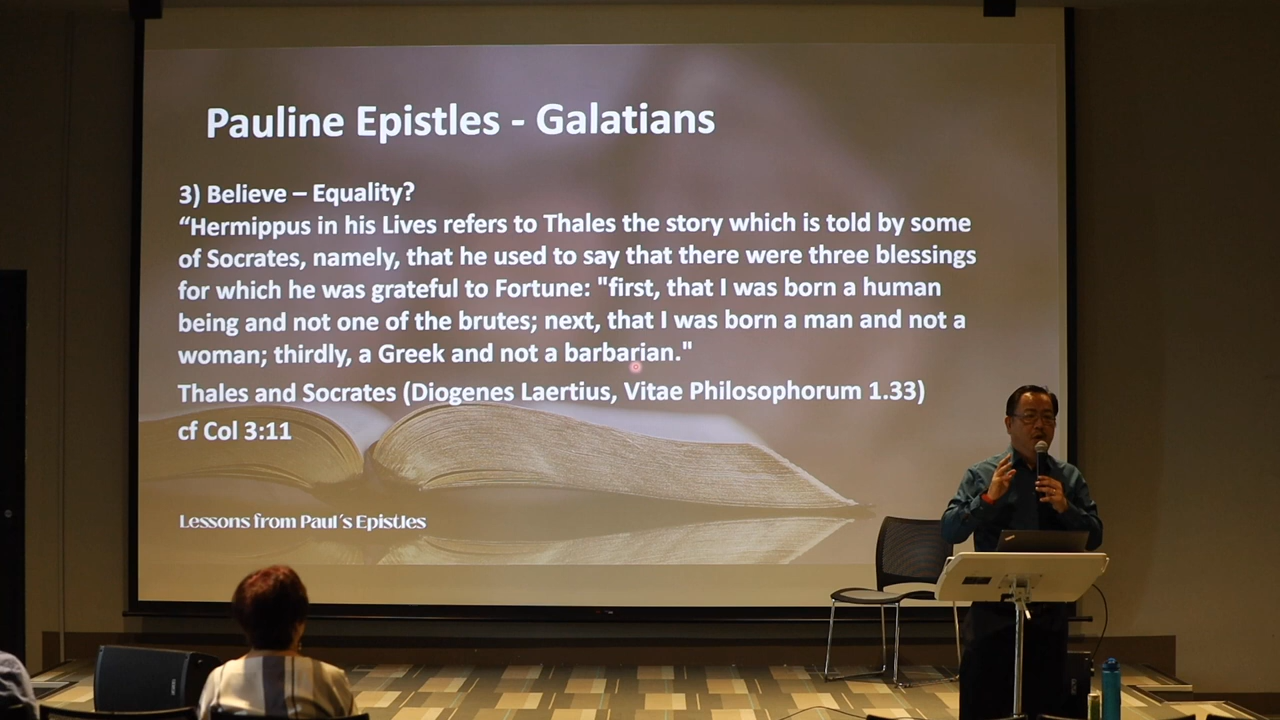 Pauline Epistles - Galatians
3) Believe – Equality?
“Hermippus in his Lives refers to Thales the story which is told by some
of Socrates, namely, that he used to say that there were three blessings
for which he was grateful to Fortune: "first, that I was born a human
being and not one of the brutes; next, that I was born a man and not a
woman; thirdly, a Greek and not a barbarian."
Thales and Socrates (Diogenes Laertius, Vitae Philosophorum 1.33)
cf Col 3:11
Lessons from Paul's Epistles